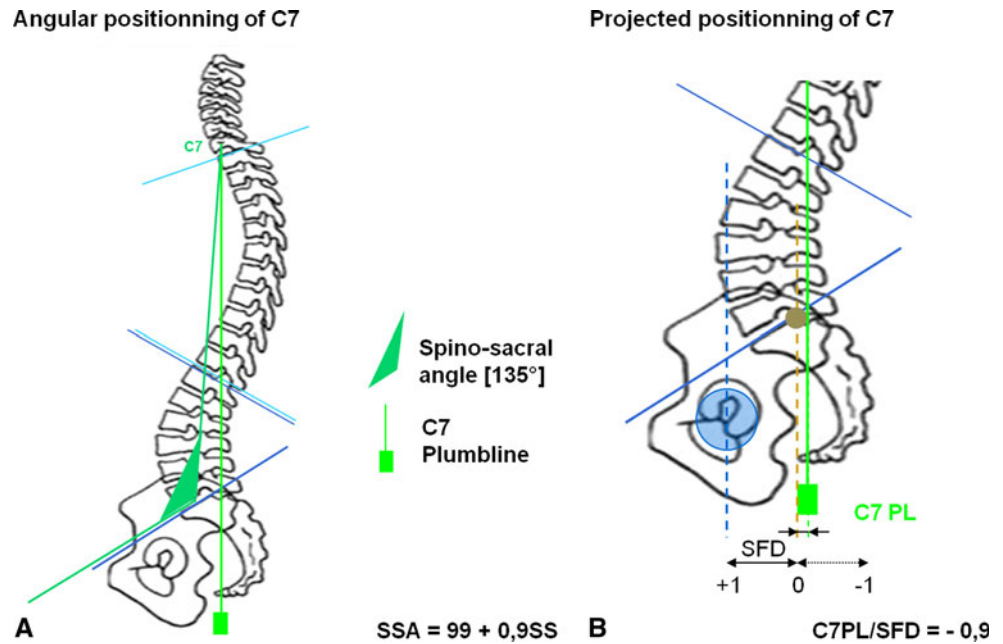 Angular positionning of C7
Projected positionning of C7
C7
Spino-sacral
angle [135°]
C7
Plumbline
C7 PL
SFD
+1 0 -1
A
SSA = 99 + 0,9SS
B
C7PL/SFD = - 0,9